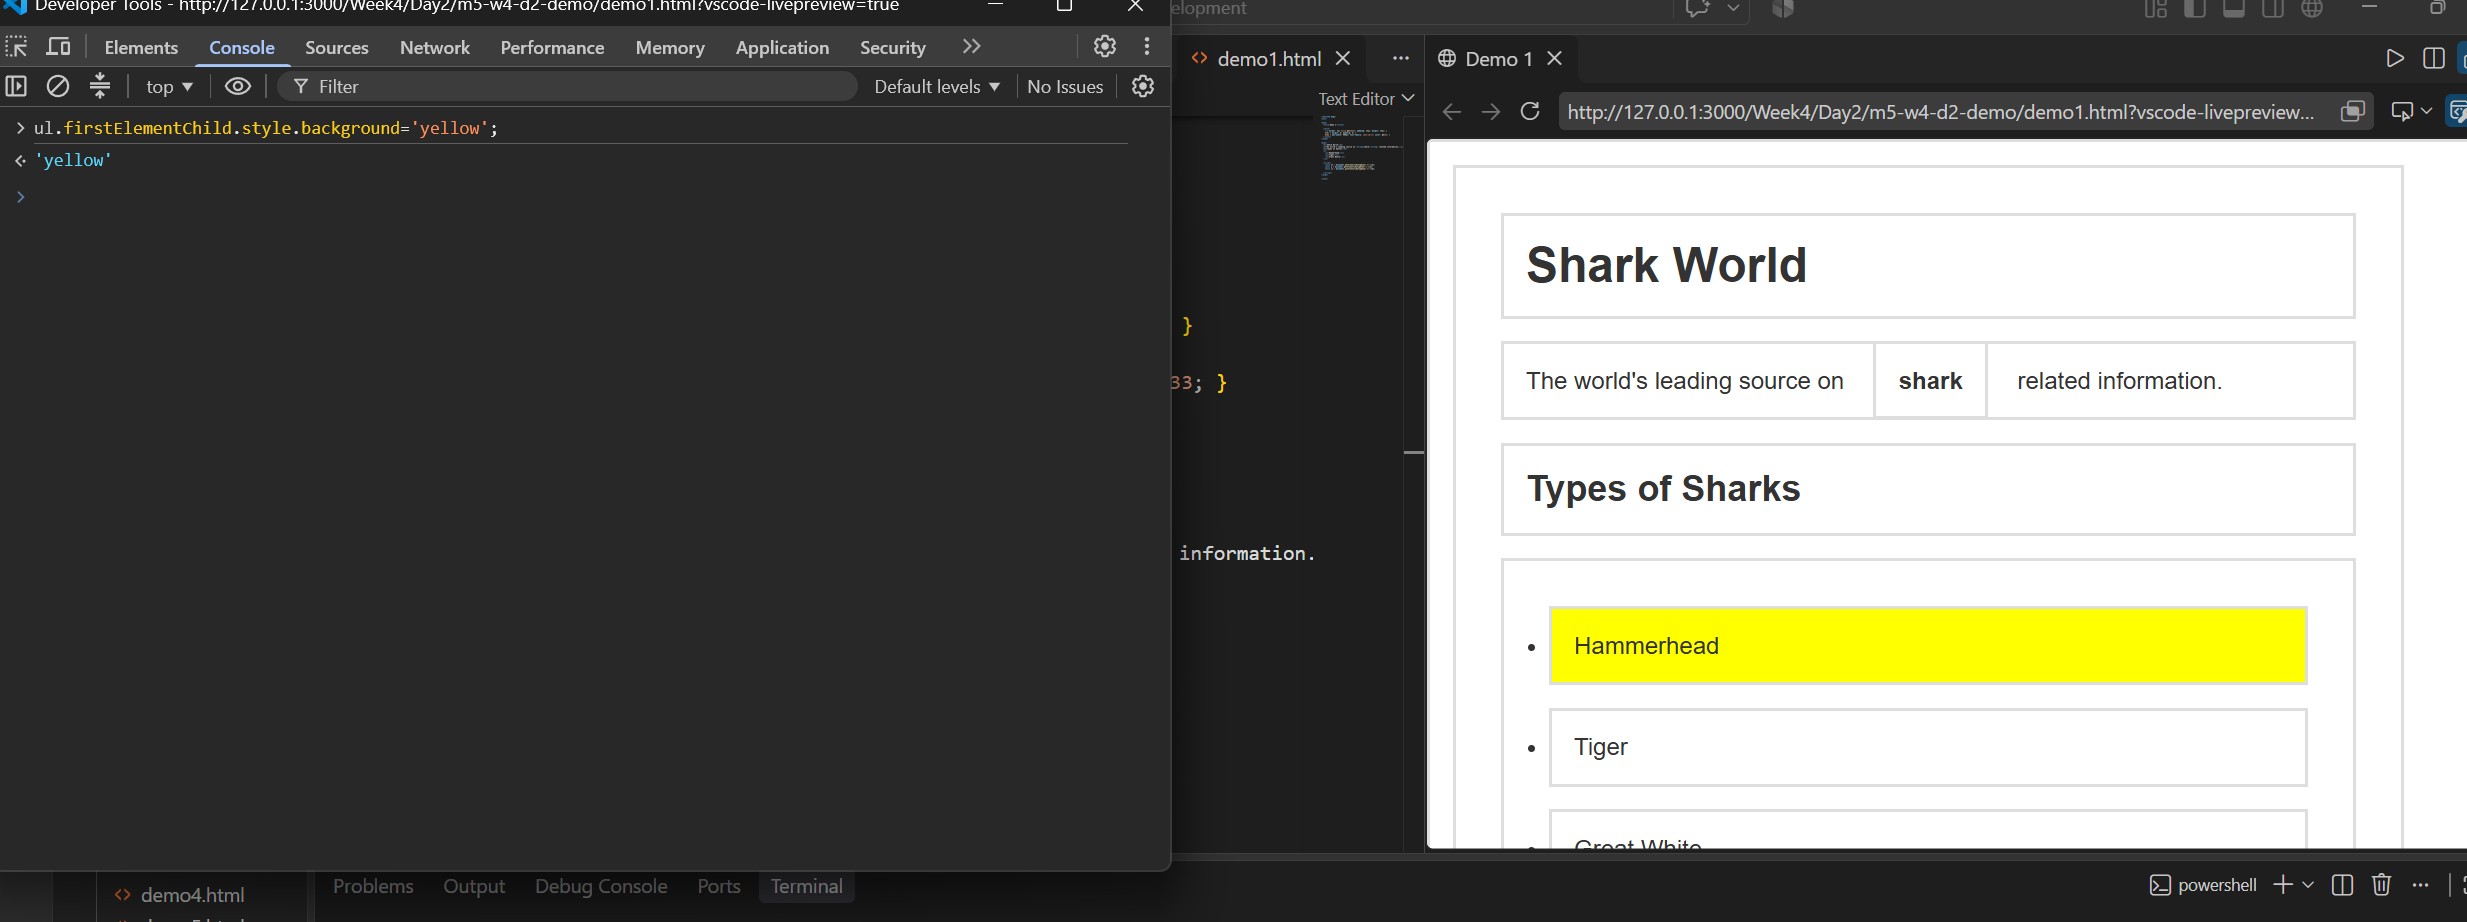 Developer Tools - http://127.0.0.1:3000/Week4/Day2/m5-w4-d2-demo/demo1.html?vscode-livepreview=true
Elements Console Sources Network Performance Memory Application Security
top Filter Default levels No Issues
ul.firstElementChild.style.background='yellow';
'yellow'
elopment
demo1.html
Text Editor
}
33; }
information.
Demo 1
http://127.0.0.1:3000/Week4/Day2/m5-w4-d2-demo/demo1.html?vscode-livepreview...
Shark World
The world's leading source on shark related information.
Types of Sharks
Hammerhead
Tiger
Great White
demo4.html
Problems Output Debug Console Ports Terminal
powershell